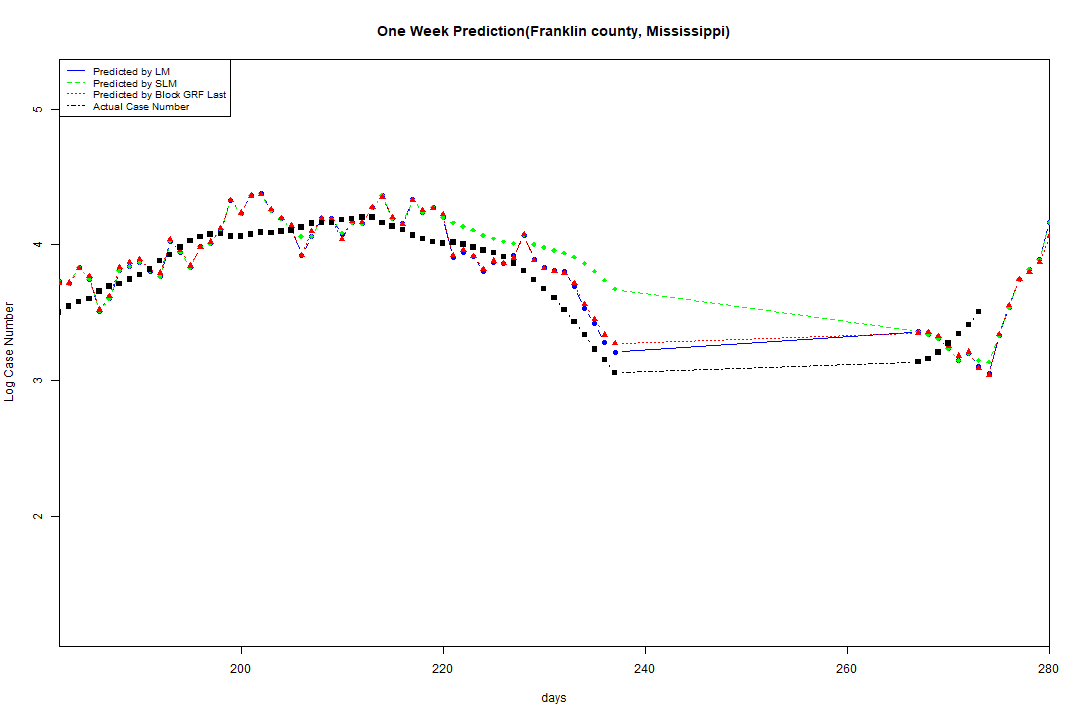 One Week Prediction(Franklin county, Mississippi)
Predicted by LM
Predicted by SLM
Predicted by Block GRF Last
Actual Case Number
5
4
3
2
Log Case Number
200 220 240 260 280
days